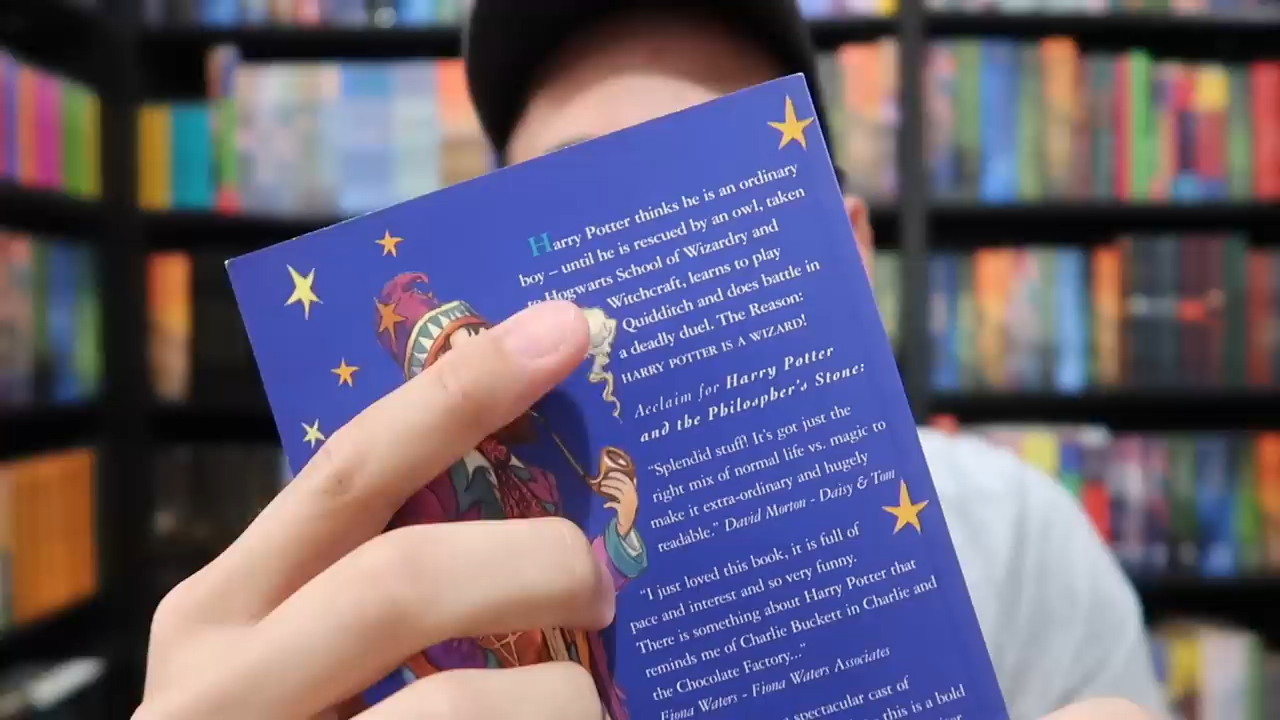 Harry Potter thinks he is an ordinary
boy – until he is rescued by an owl, taken
to Hogwarts School of Wizardry and
Witchcraft, learns to play
Quidditch and does battle in
a deadly duel. The Reason:
HARRY POTTER IS A WIZARD!
Acclaim for Harry Potter
and the Philospher's Stone:
"Splendid stuff! It's got just the
right mix of normal life vs. magic to
make it extra-ordinary and hugely
readable." David Morton - Daisy & Tom
"I just loved this book, it is full of
pace and interest and so very funny.
There is something about Harry Potter that
reminds me of Charlie Buckett in Charlie and
the Chocolate Factory..."
Fiona Waters - Fiona Waters Associates
spectacular cast of
this is a bold